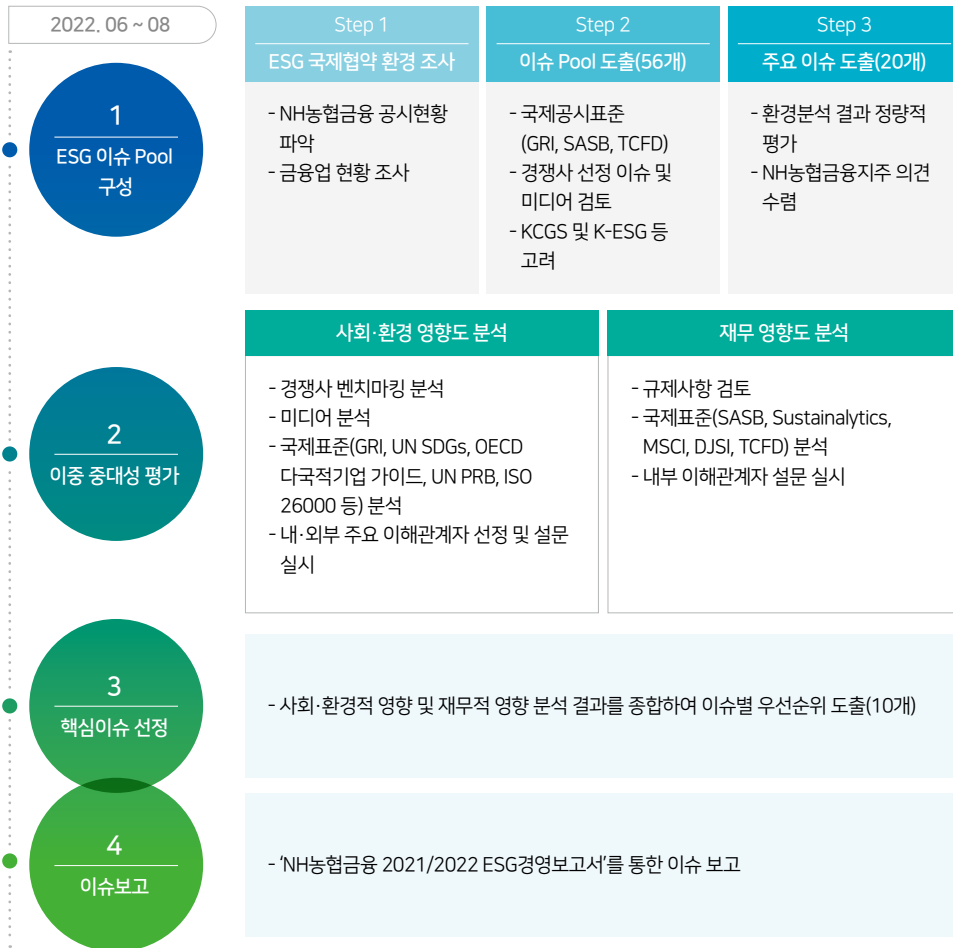 2022. 06 ~ 08
1
ESG 이슈 Pool
구성
Step 1
ESG 국제협약 환경 조사
- NH농협금융 공시현황
파악
- 금융업 현황 조사
Step 2
이슈 Pool 도출(56개)
- 국제공시표준
(GRI, SASB, TCFD)
- 경쟁사 선정 이슈 및
미디어 검토
- KCGS 및 K-ESG 등
고려
Step 3
주요 이슈 도출(20개)
- 환경분석 결과 정량적
평가
- NH농협금융지주 의견
수렴
2
이중 중대성 평가
사회·환경 영향도 분석
- 경쟁사 벤치마킹 분석
- 미디어 분석
- 국제표준(GRI, UN SDGs, OECD
다국적기업 가이드, UN PRB, ISO
26000 등) 분석
- 내·외부 주요 이해관계자 선정 및 설문
실시
재무 영향도 분석
- 규제사항 검토
- 국제표준(SASB, Sustainalytics,
MSCI, DJSI, TCFD) 분석
- 내부 이해관계자 설문 실시
3
핵심이슈 선정
- 사회·환경적 영향 및 재무적 영향 분석 결과를 종합하여 이슈별 우선순위 도출(10개)
4
이슈보고
- ‘NH농협금융 2021/2022 ESG경영보고서’를 통한 이슈 보고